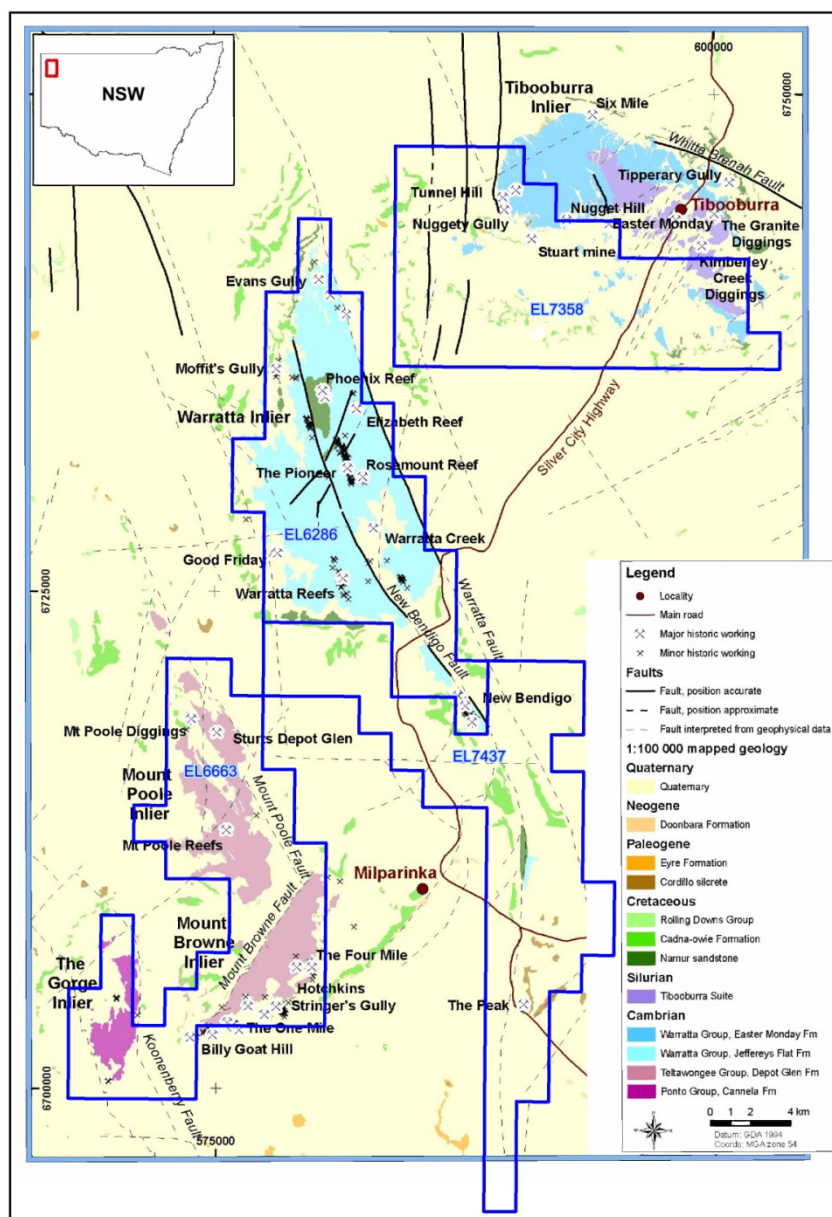 600000
NSW
6750000
Tibooburra
Inlier
Six Mile
Whitta Brenah Fault
Tipperary Gully
Tunnel Hill
Tibooburra
Nugget Hill
Nuggety Gully
Easter Monday
The Granite
Diggings
Stuart mine
Kimberley
Creek
Diggings
Evans Gully
EL7358
Moffit's Gully
Phoenix Reef
Warratta Inlier
Elizabeth Reef
Silver City Highway
The Pioneer
Rosemount Reef
EL6286
Warratta Creek
Good Friday
6725000
Warratta Reefs
New Bendigo Fault
Warratta Fault
New Bendigo
Mt Poole Diggings
Sturts Depot Glen
EL7437
EL6663
Mount
Poole
Inlier
Mount Poole Fault
Mt Poole Reefs
Milparinka
Mount
Browne
Inlier
Mount Browne Fault
The Gorge
Inlier
The Four Mile
Hotchkins
Stringer's Gully
The Peak
The One Mile
Billy Goat Hill
Koonenberry Fault
6700000
575000
Legend
Locality
Main road
Major historic working
Minor historic working
Faults
Fault, position accurate
Fault, position approximate
Fault interpreted from geophysical data
1:100 000 mapped geology
Quaternary
Quaternary
Neogene
Doonbara Formation
Paleogene
Eyre Formation
Cordillo silcrete
Cretaceous
Rolling Downs Group
Cadna-owie Formation
Namur sandstone
Silurian
Tibooburra Suite
Cambrian
Warratta Group, Easter Monday Fm
Warratta Group, Jeffreys Flat Fm
Teltawongee Group, Depot Glen Fm
Ponto Group, Cannela Fm
0 1 2 4 km
Datum: GDA 1994
Coords: MGA zone 54